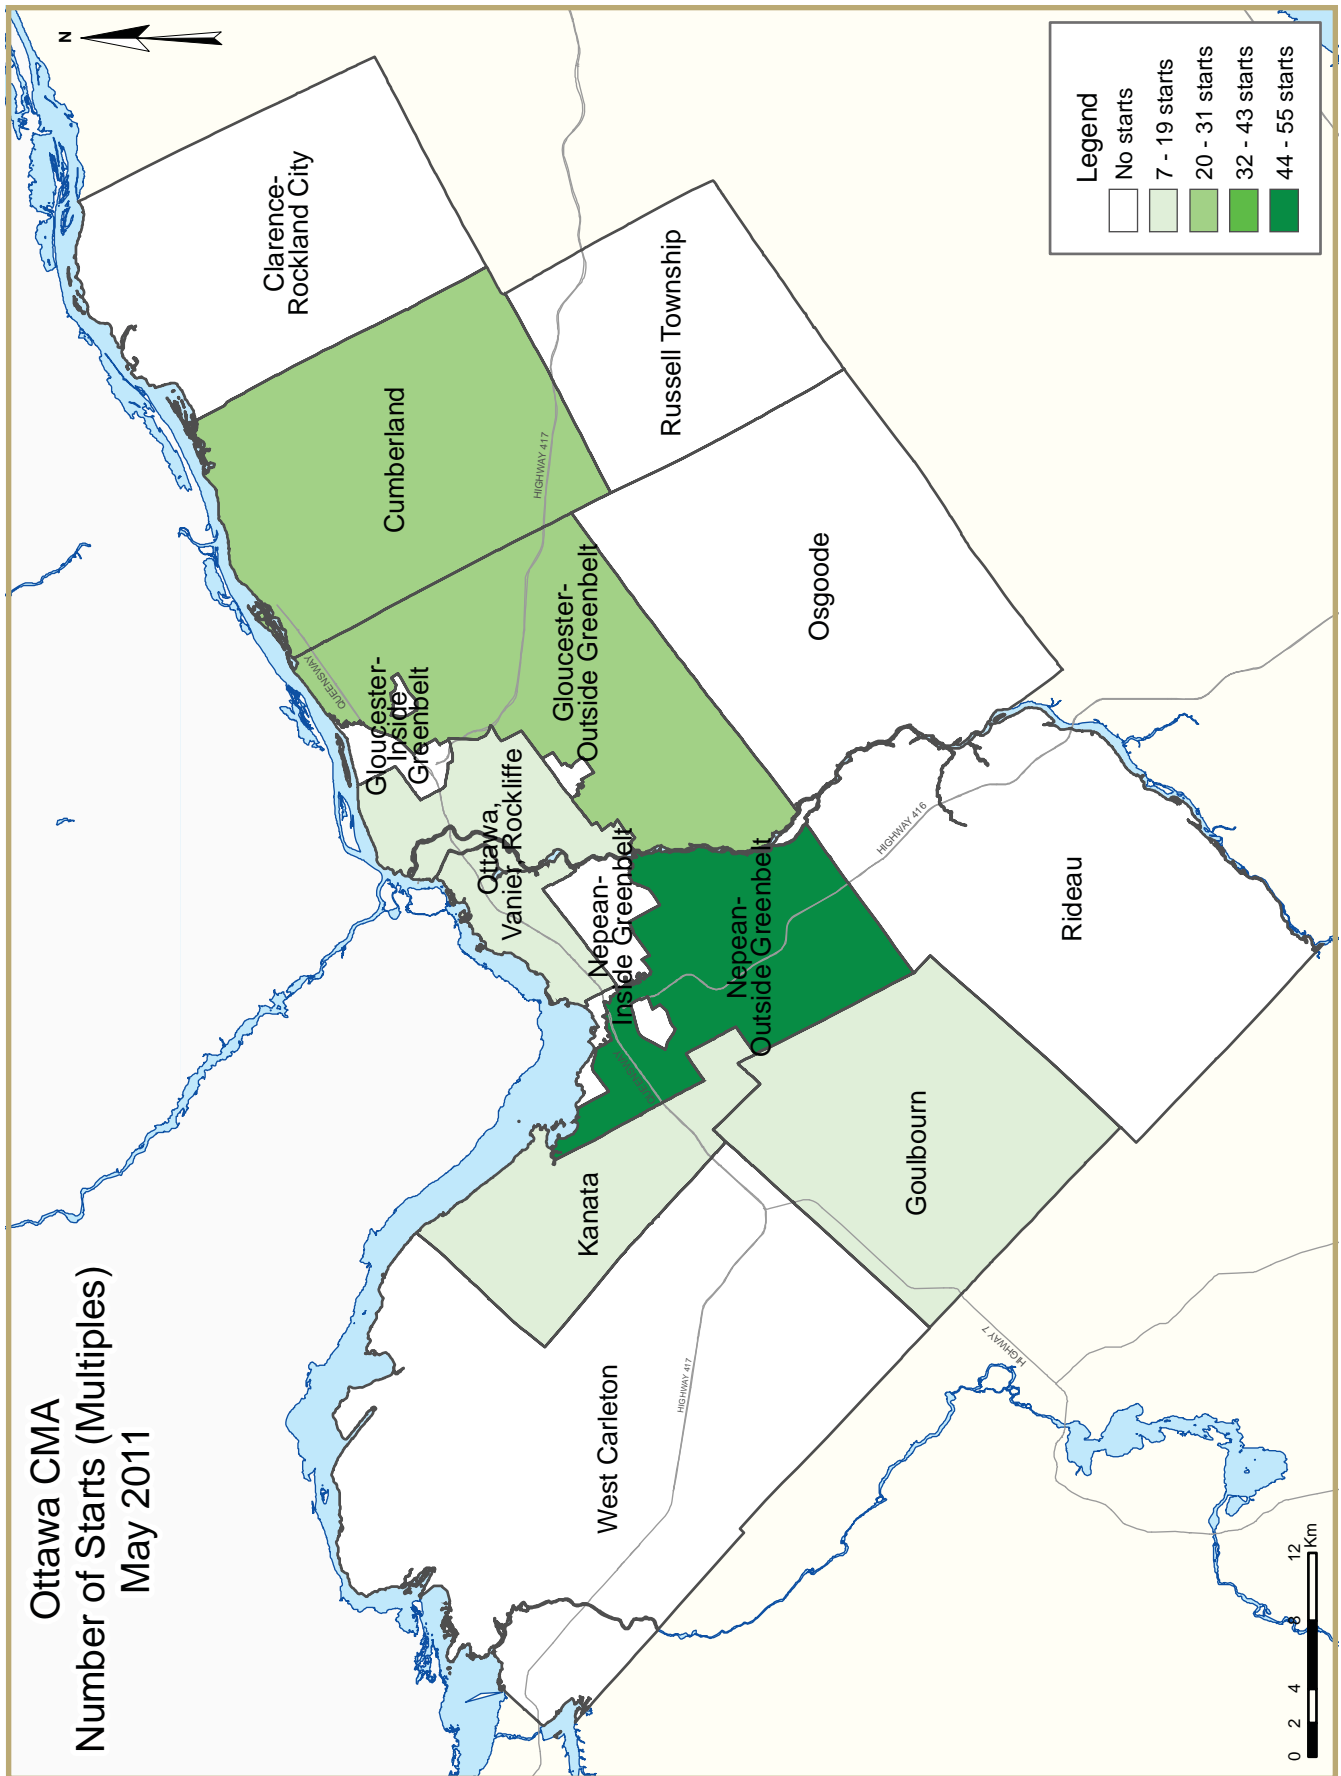 Ottawa CMA
Number of Starts (Multiples)
May 2011
N
Clarence-
Rockland City
Cumberland
Russell Township
HIGHWAY 417
QUEENSWAY
Gloucester-
Inside
Greenbelt
Gloucester-
Outside Greenbelt
Osgoode
Ottawa,
Vanier, Rockliffe
Nepean-
Inside Greenbelt
Nepean-
Outside Greenbelt
QUEENSWAY
HIGHWAY 416
Rideau
Kanata
Goulbourn
West Carleton
HIGHWAY 417
HIGHWAY 7
Legend
No starts
7 - 19 starts
20 - 31 starts
32 - 43 starts
44 - 55 starts
0 2 4 8 12
Km